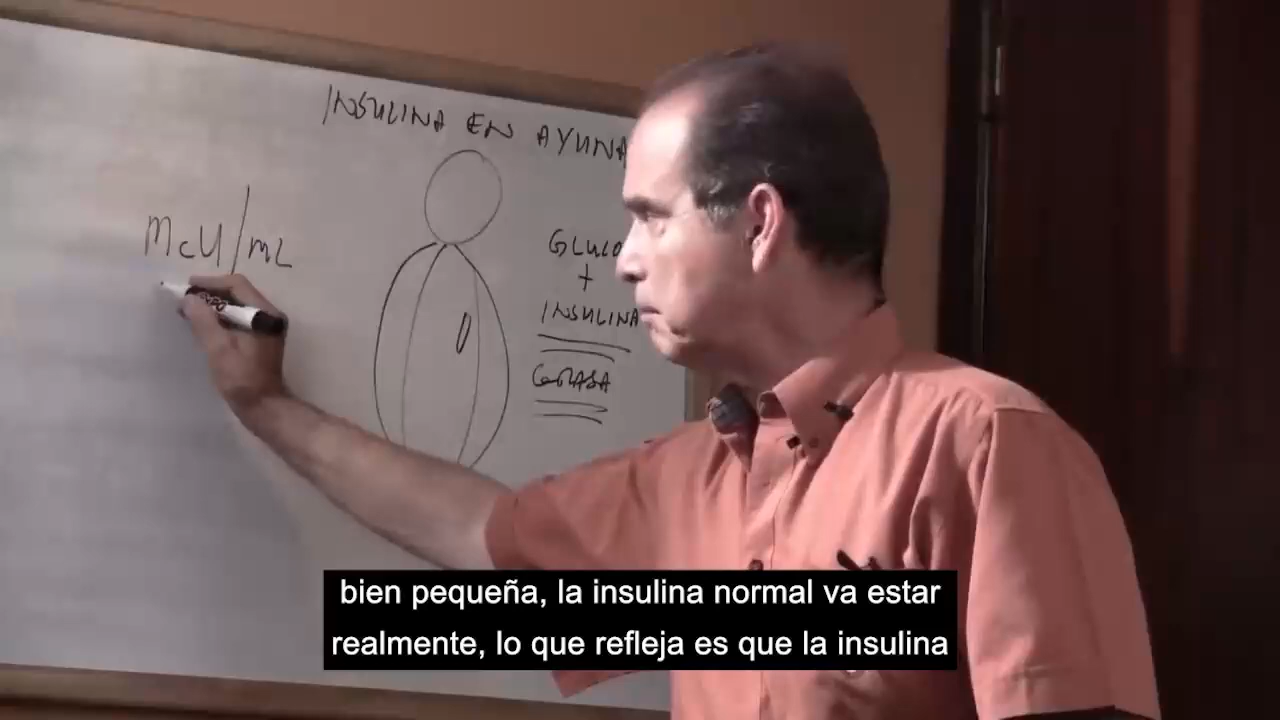 INSULINA EN AYUNA
McU/mL
GLUCO
+
INSULINA
GRASA
bien pequeña, la insulina normal va estar
realmente, lo que refleja es que la insulina